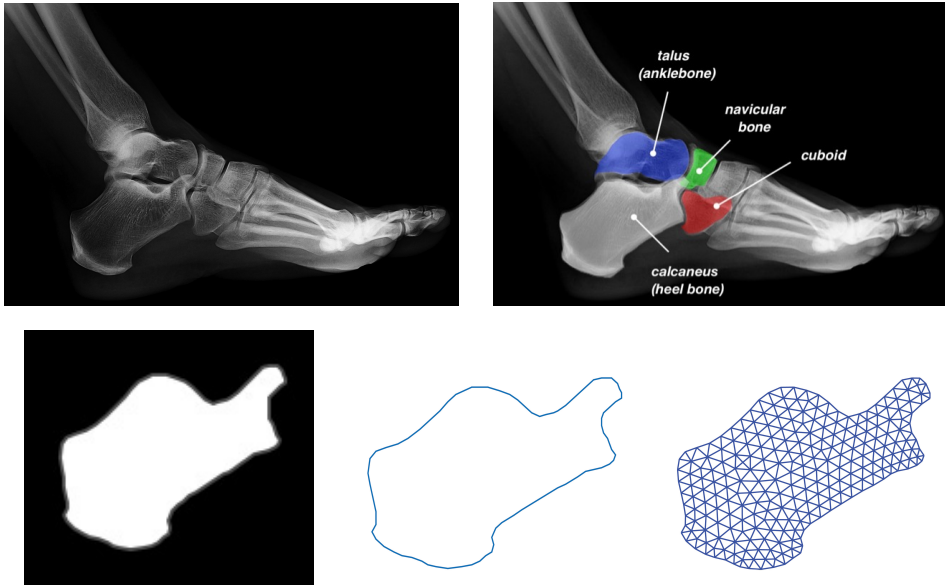 talus
(anklebone)
navicular
bone
cuboid
calcaneus
(heel bone)